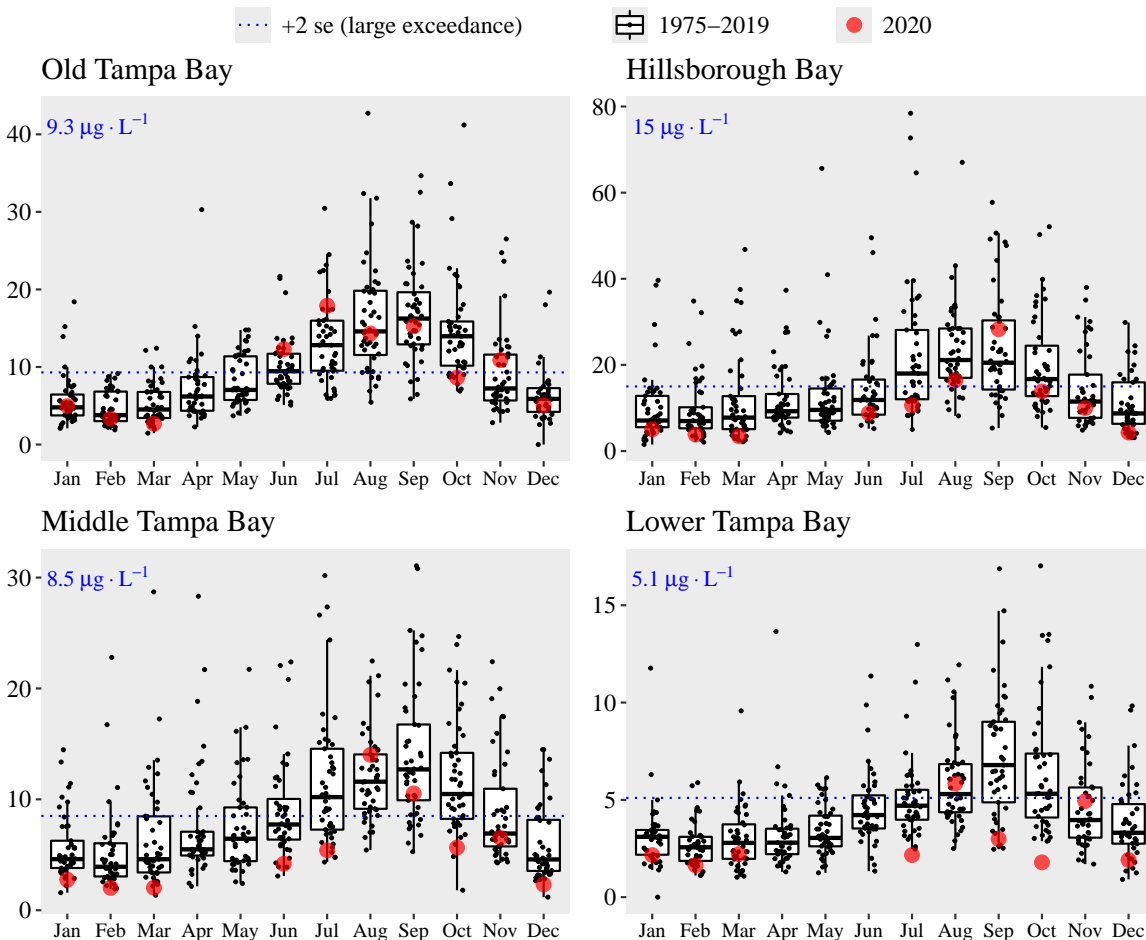 +2 se (large exceedance) 1975–2019 2020
Old Tampa Bay
9.3 μg · L⁻¹
40
30
20
10
0
Jan Feb Mar Apr May Jun Jul Aug Sep Oct Nov Dec
Hillsborough Bay
15 μg · L⁻¹
80
60
40
20
0
Jan Feb Mar Apr May Jun Jul Aug Sep Oct Nov Dec
Middle Tampa Bay
8.5 μg · L⁻¹
30
20
10
0
Jan Feb Mar Apr May Jun Jul Aug Sep Oct Nov Dec
Lower Tampa Bay
5.1 μg · L⁻¹
15
10
5
0
Jan Feb Mar Apr May Jun Jul Aug Sep Oct Nov Dec